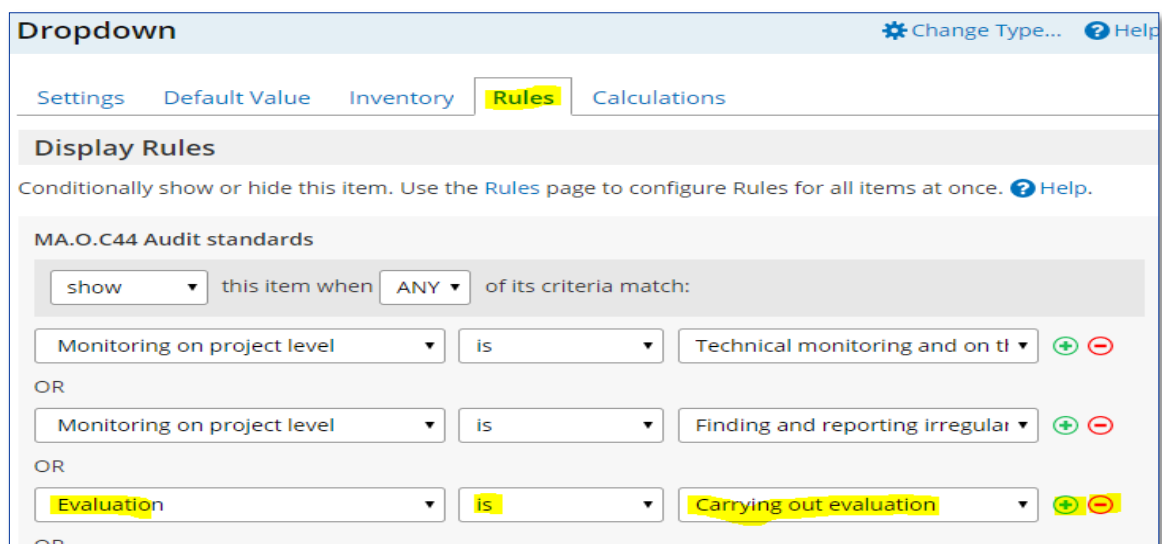 Dropdown Change Type... Help
Settings Default Value Inventory Rules Calculations
Display Rules
Conditionally show or hide this item. Use the Rules page to configure Rules for all items at once. Help.
MA.O.C44 Audit standards
show this item when ANY of its criteria match:
Monitoring on project level is Technical monitoring and on
OR
Monitoring on project level is Finding and reporting
OR
Evaluation is Carrying out evaluation
OR